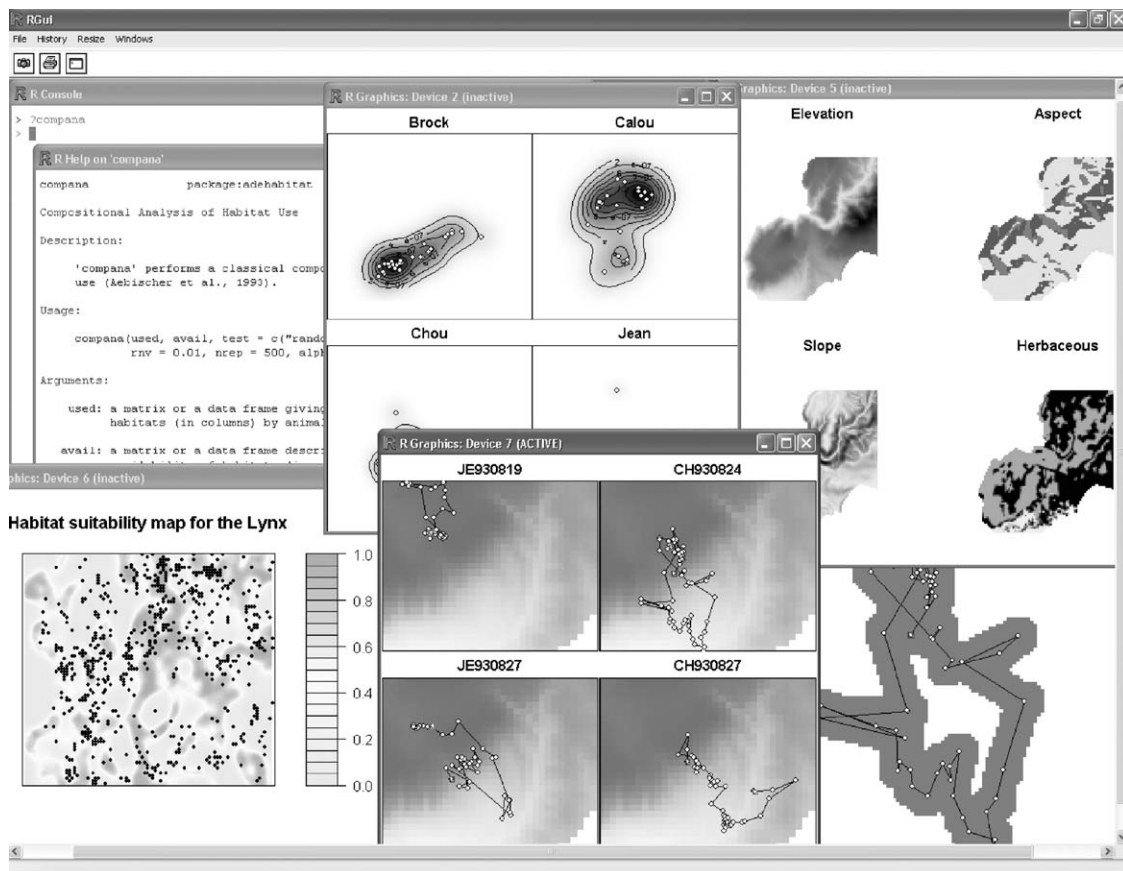 RGui
File History Resize Windows
R Console
> ?compana
>
R Help on 'compana'
compana package:adehabitat
Compositional Analysis of Habitat Use
Description:
'compana' performs a classical compo
use (Aebischer et al., 1993).
Usage:
compana(used, avail, test = c("rando
rnv = 0.01, nrep = 500, alph
Arguments:
used: a matrix or a data frame giving
habitats (in columns) by animal
avail: a matrix or a data frame descri
R Graphics: Device 2 (inactive)
Brock Calou
Chou Jean
raphics: Device 5 (inactive)
Elevation Aspect
Slope Herbaceous
phics: Device 6 (inactive)
Habitat suitability map for the Lynx
1.0
0.8
0.6
0.4
0.2
0.0
R Graphics: Device 7 (ACTIVE)
JE930819 CH930824
JE930827 CH930827